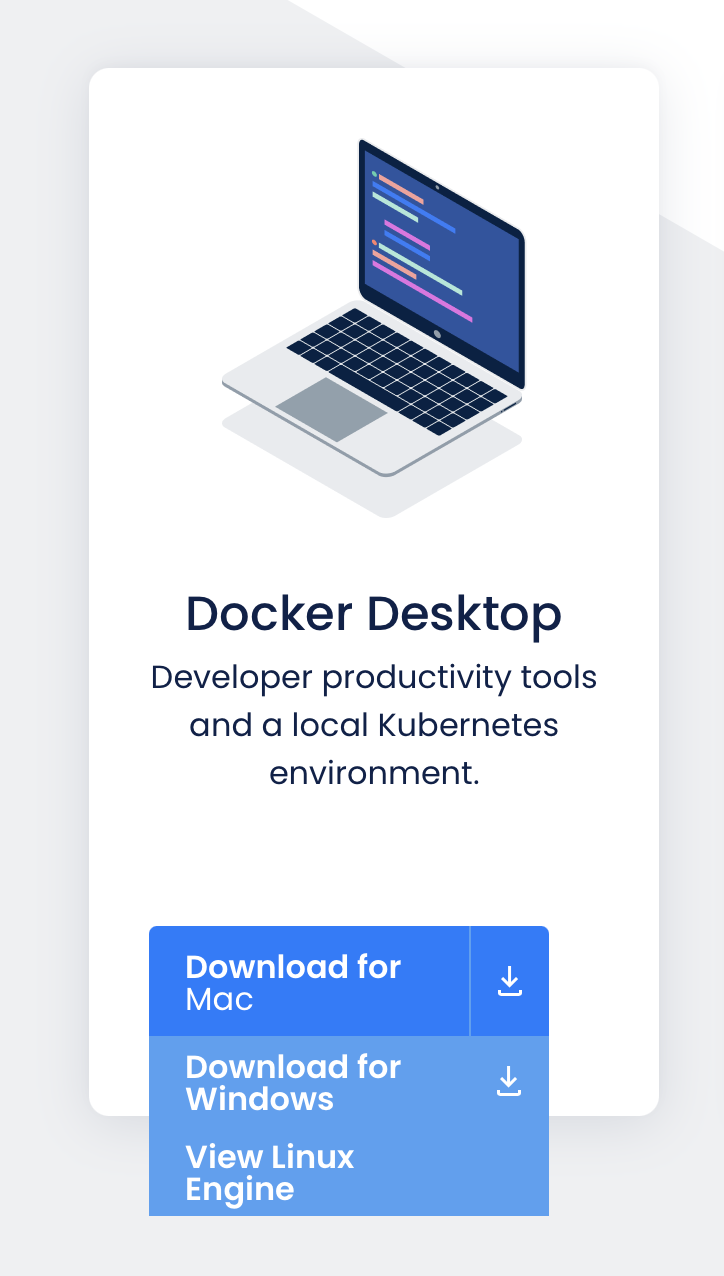 Docker Desktop
Developer productivity tools
and a local Kubernetes
environment.
Download for
Mac
Download for
Windows
View Linux
Engine